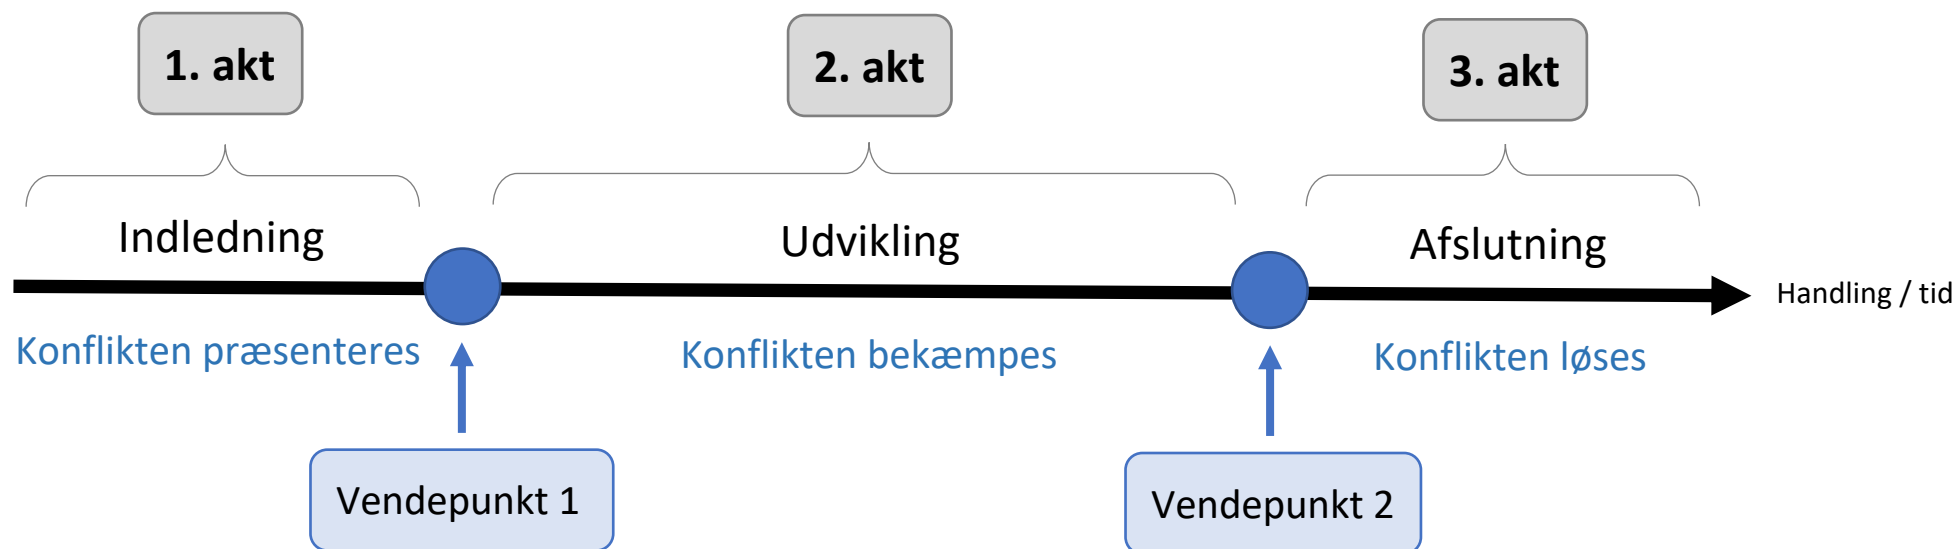 1. akt
2. akt
3. akt
Indledning
Udvikling
Afslutning
Handling / tid
Konflikten præsenteres
Konflikten bekæmpes
Konflikten løses
Vendepunkt 1
Vendepunkt 2